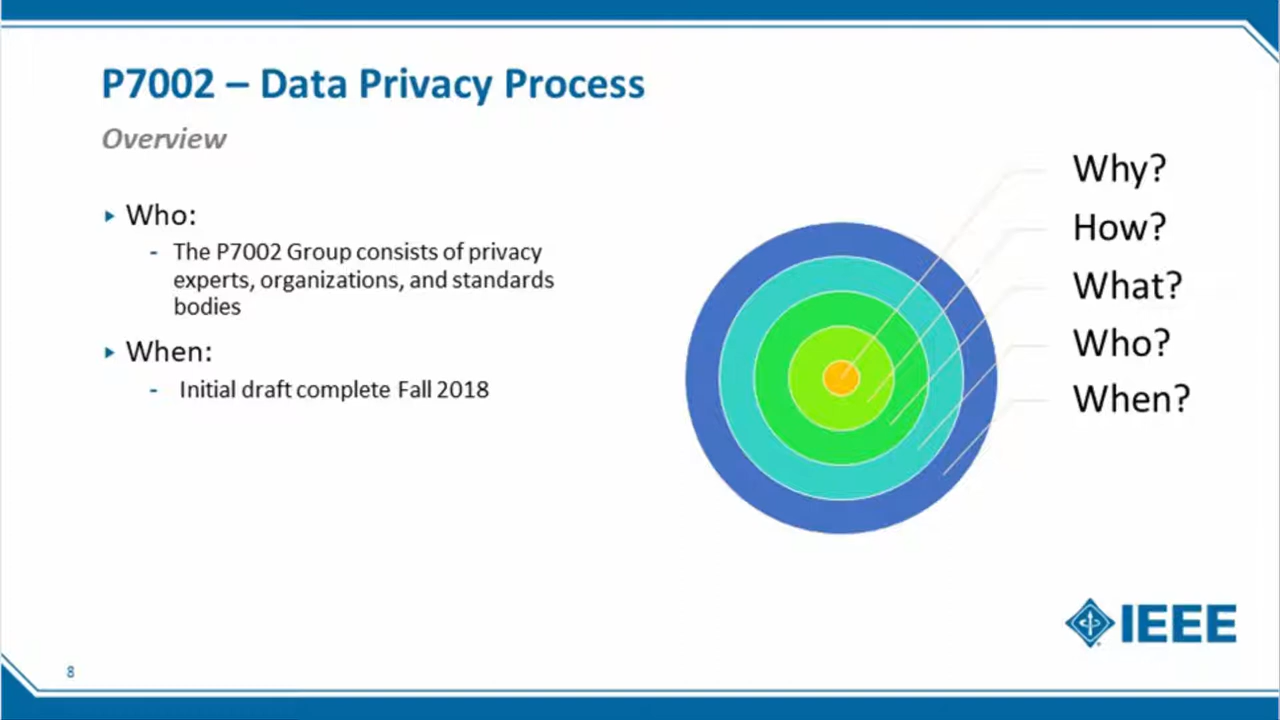 P7002 – Data Privacy Process
Overview
Who:
- The P7002 Group consists of privacy
experts, organizations, and standards
bodies
When:
- Initial draft complete Fall 2018
Why?
How?
What?
Who?
When?
IEEE
8